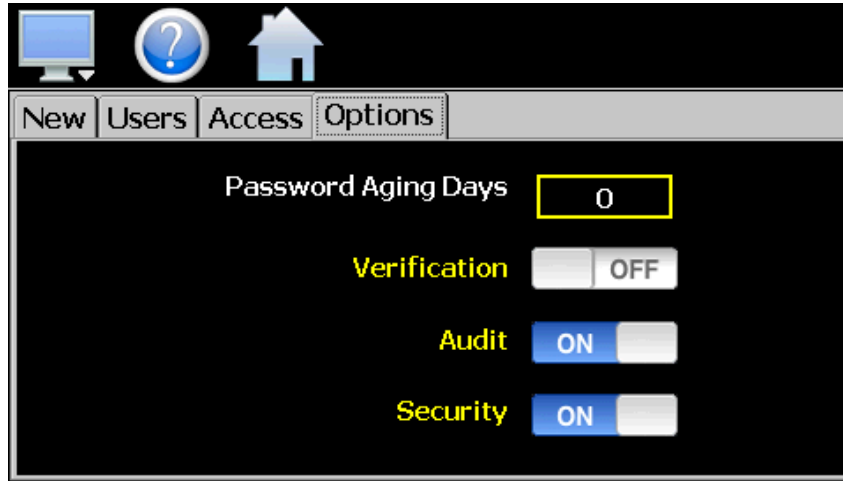 ?
New Users Access Options
Password Aging Days 0
Verification OFF
Audit ON
Security ON